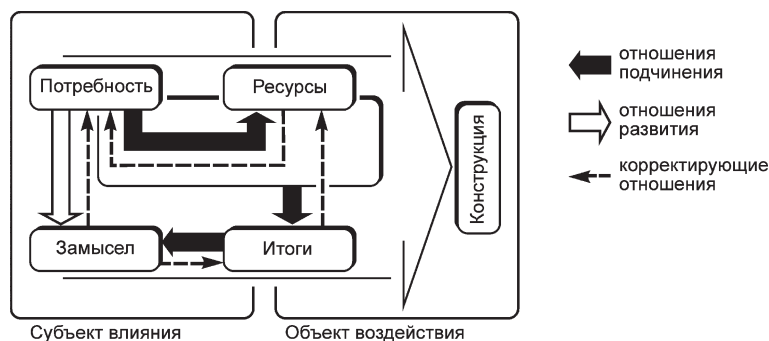 Потребность
Ресурсы
Замысел
Итоги
Конструкция
Субъект влияния
Объект воздействия
отношения
подчинения
отношения
развития
корректирующие
отношения